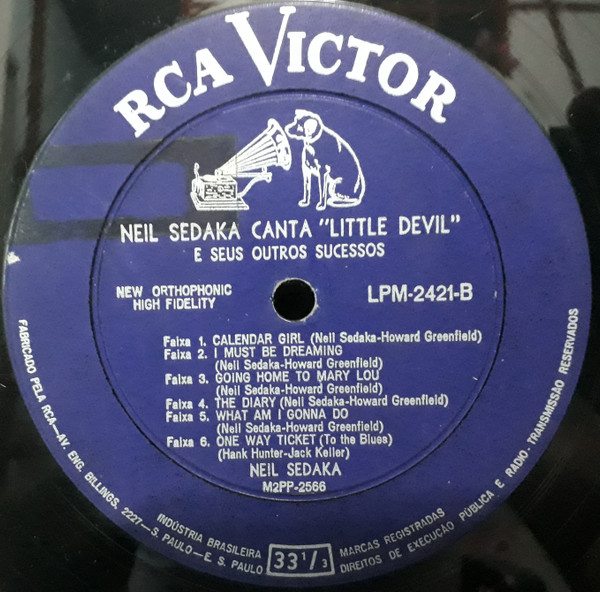 RCA VICTOR
NEIL SEDAKA CANTA "LITTLE DEVIL"
E SEUS OUTROS SUCESSOS
NEW ORTHOPHONIC
HIGH FIDELITY
LPM-2421-B
Faixa 1. CALENDAR GIRL (Neil Sedaka-Howard Greenfield)
Faixa 2. I MUST BE DREAMING
(Neil Sedaka-Howard Greenfield)
Faixa 3. GOING HOME TO MARY LOU
(Neil Sedaka-Howard Greenfield)
Faixa 4. THE DIARY (Neil Sedaka-Howard Greenfield)
Faixa 5. WHAT AM I GONNA DO
(Neil Sedaka-Howard Greenfield)
Faixa 6. ONE WAY TICKET (To the Blues)
(Hank Hunter-Jack Keller)
NEIL SEDAKA
M2PP-2566
FABRICADO PELA RCA—AV. ENG. BILLINGS, 2227—S. PAULO—E. S. PAULO
INDÚSTRIA BRASILEIRA
33 1/3
MARCAS REGISTRADAS
DIREITOS DE EXECUÇÃO PÚBLICA E RADIO-TRANSMISSÃO RESERVADOS